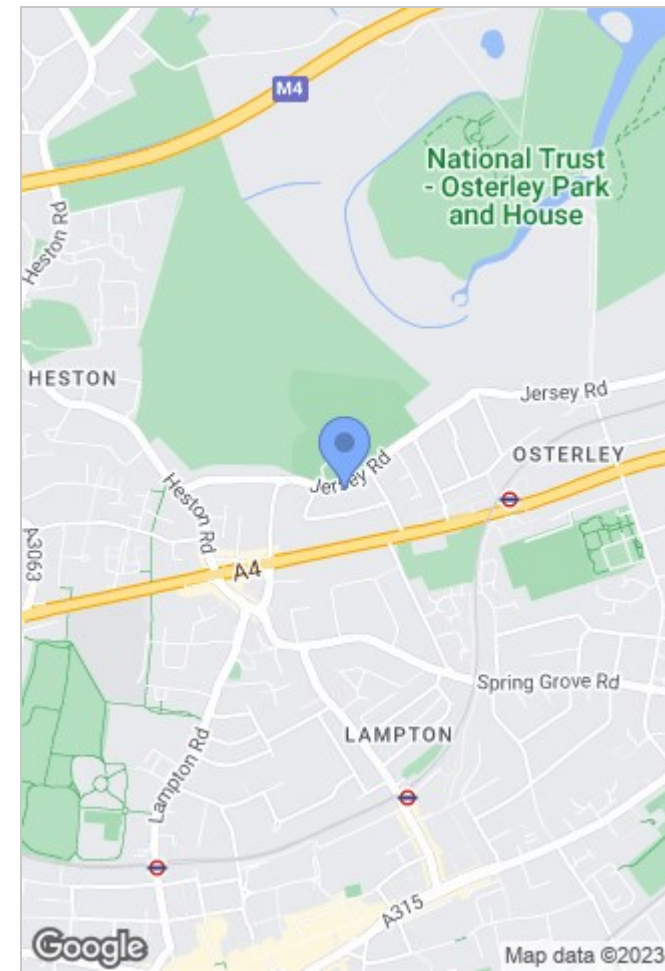 M4
National Trust
- Osterley Park
and House
Heston Rd
HESTON
Jersey Rd
OSTERLEY
Jersey Rd
Heston Rd
A3063
A4
Spring Grove Rd
LAMPTON
Lampton Rd
A315
Google
Map data ©2023